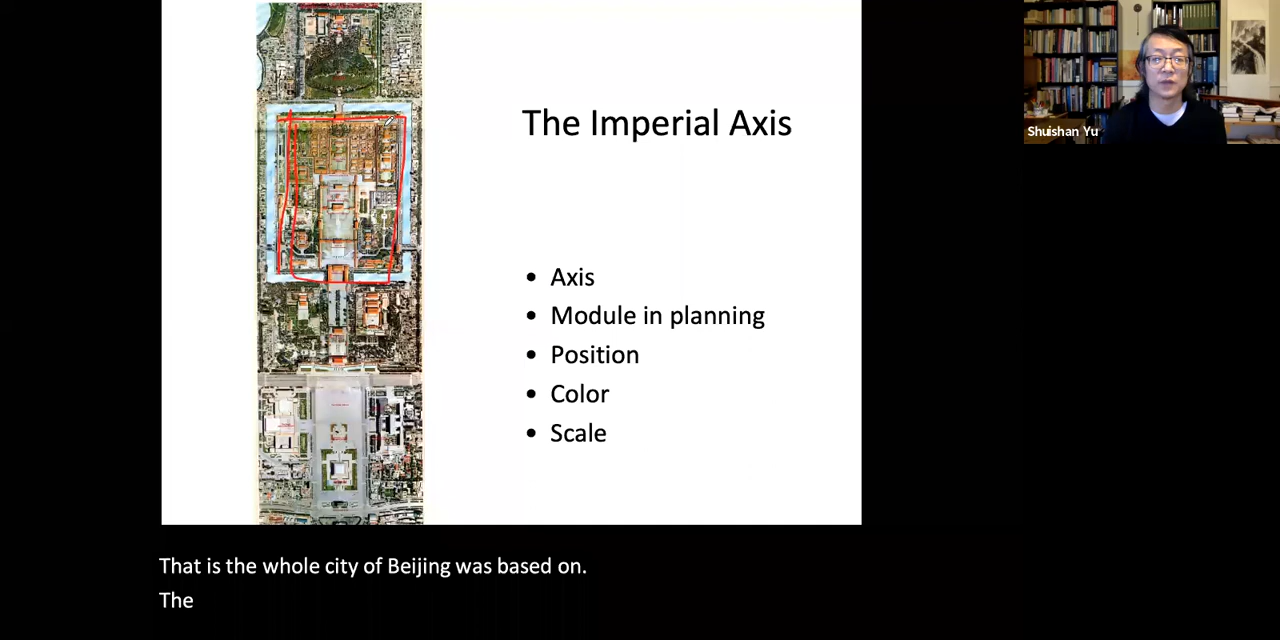 The Imperial Axis
• Axis
• Module in planning
• Position
• Color
• Scale
Shuishan Yu
That is the whole city of Beijing was based on.
The